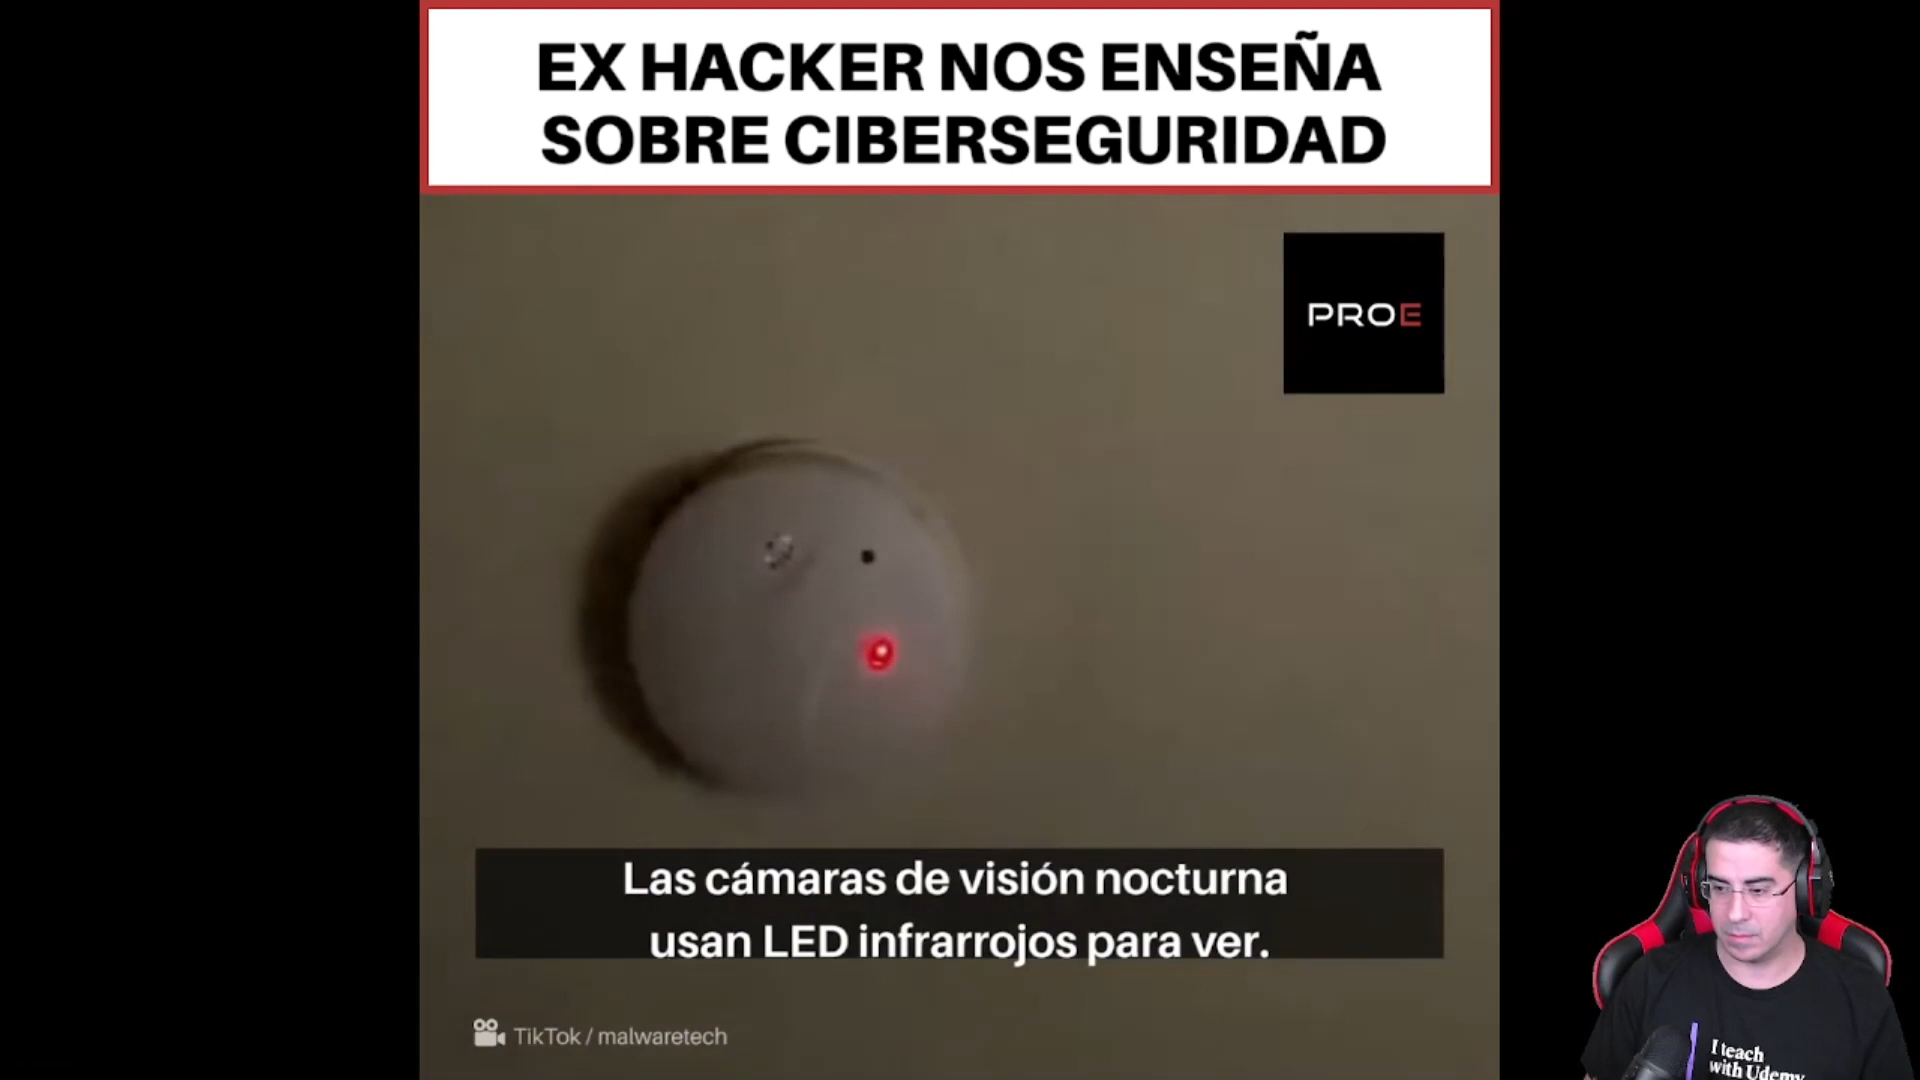 EX HACKER NOS ENSEÑA
SOBRE CIBERSEGURIDAD
PROE
Las cámaras de visión nocturna
usan LED infrarrojos para ver.
TikTok / malwaretech
I teach
with Udemy